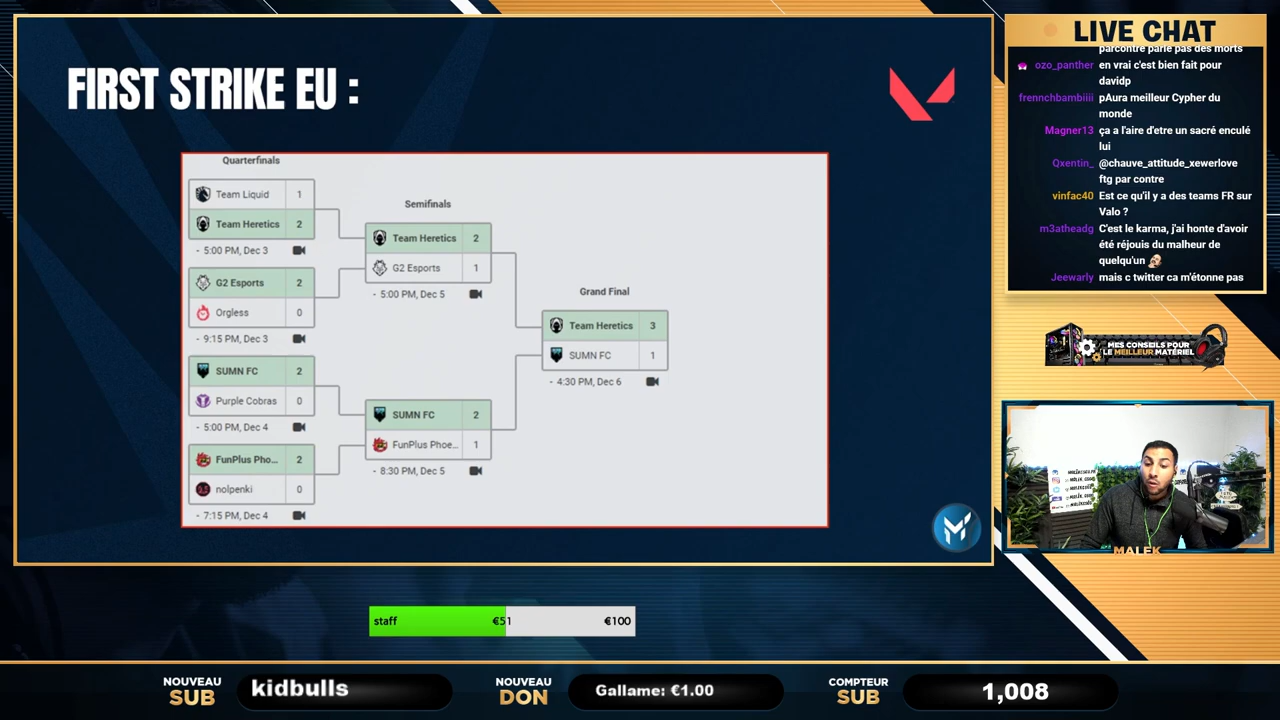 FIRST STRIKE EU :
Quarterfinals
Team Liquid 1
Team Heretics 2
- 5:00 PM, Dec 3
G2 Esports 2
Orgless 0
- 9:15 PM, Dec 3
SUMN FC 2
Purple Cobras 0
- 5:00 PM, Dec 4
FunPlus Pho... 2
nolpenki 0
- 7:15 PM, Dec 4
Semifinals
Team Heretics 2
G2 Esports 1
- 5:00 PM, Dec 5
SUMN FC 2
FunPlus Phoe... 1
- 8:30 PM, Dec 5
Grand Final
Team Heretics 3
SUMN FC 1
- 4:30 PM, Dec 6
LIVE CHAT
parcontre parle pas des morts
ozo_panther en vrai c'est bien fait pour
davidp
frennchbambiiii pAura meilleur Cypher du
monde
Magner13 ça a l'aire d'etre un sacré enculé
lui
Qxentin_ @chauve_attitude_xewerlove
ftg par contre
vinfac40 Est ce qu'il y a des teams FR sur
Valo ?
m3atheadg C'est le karma, j'ai honte d'avoir
été réjouis du malheur de
quelqu'un
Jeewarly mais c twitter ca m'étonne pas
MES CONSEILS POUR
LE MEILLEUR MATÉRIEL
MALEK
staff €51 €100
NOUVEAU
SUB
kidbulls
NOUVEAU
DON
Gallame: €1.00
COMPTEUR
SUB
1,008